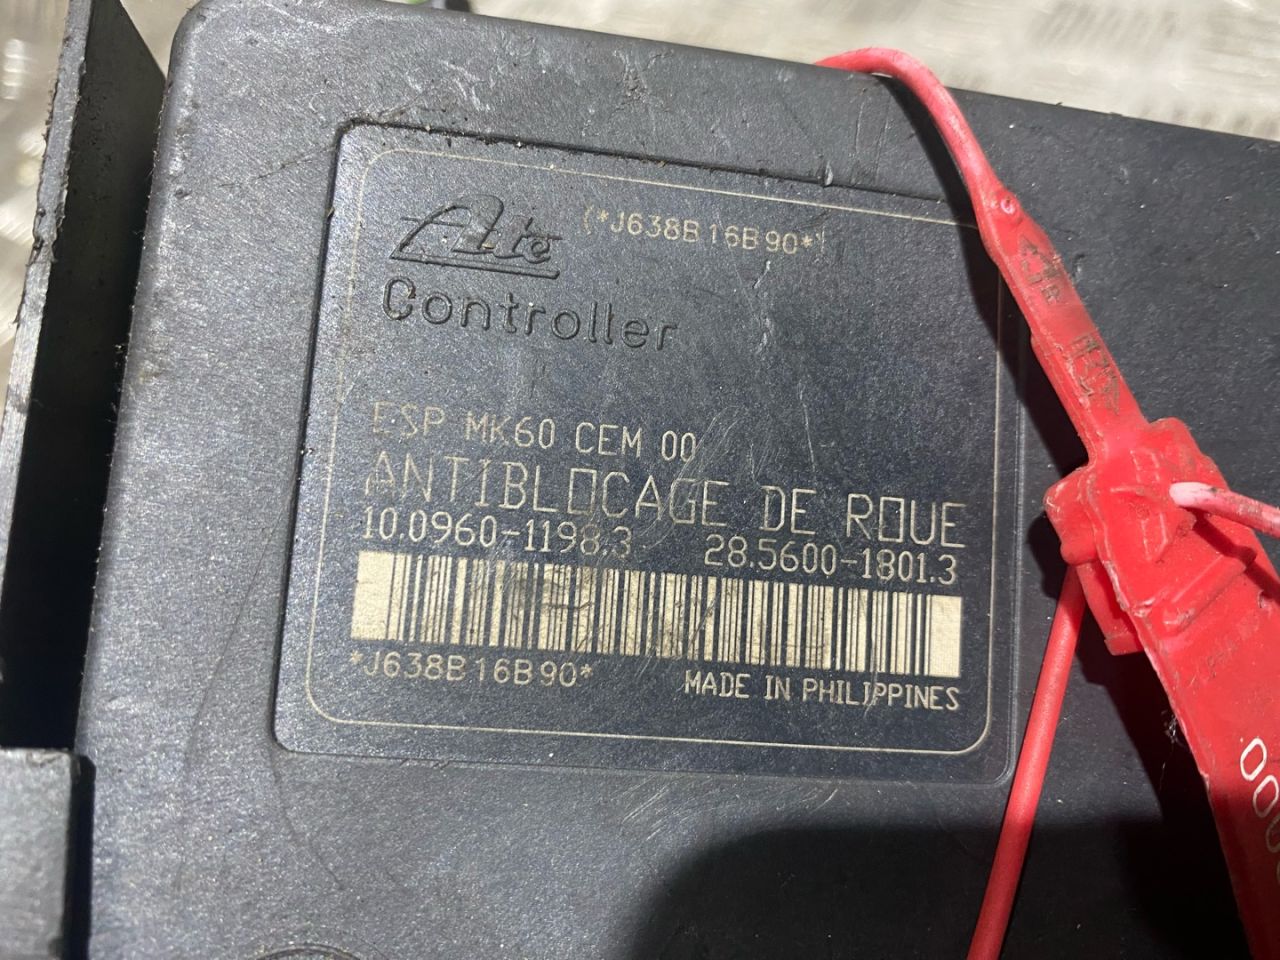 Ate (*J638B16B90*)
Controller
ESP MK60 CEM 00
ANTIBLOCAGE DE ROUE
10.0960-1198.3 28.5600-1801.3
*J638B16B90* MADE IN PHILIPPINES